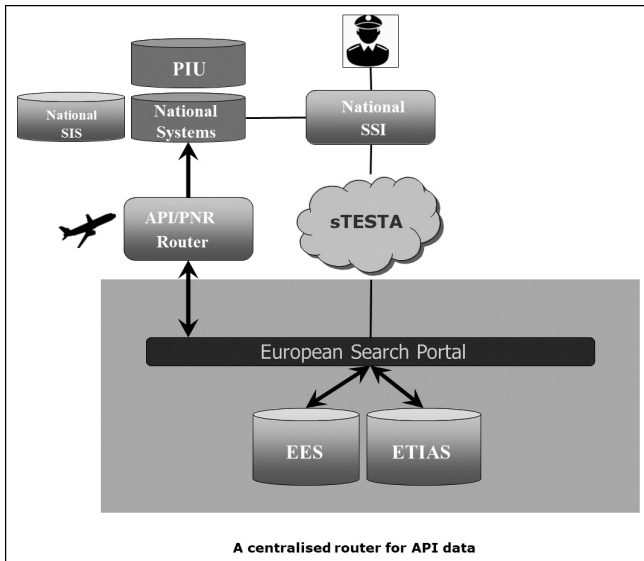 PIU
National
SIS
National
Systems
National
SSI
API/PNR
Router
sTESTA
European Search Portal
EES
ETIAS
A centralised router for API data